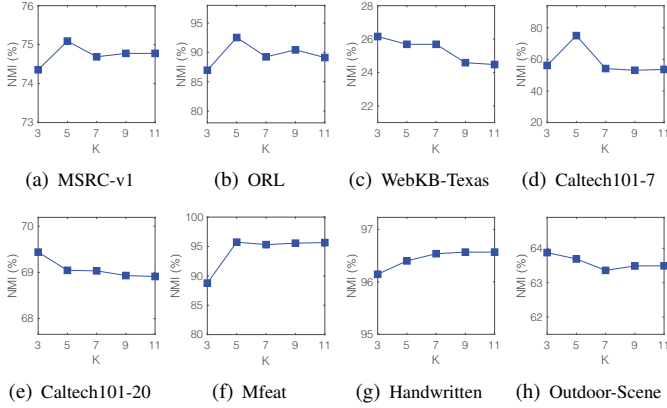 76
75
74
73
NMI (%)
3 5 7 9 11
K
(a) MSRC-v1
95
90
85
80
NMI (%)
3 5 7 9 11
K
(b) ORL
28
26
24
22
NMI (%)
3 5 7 9 11
K
(c) WebKB-Texas
80
60
40
20
NMI (%)
3 5 7 9 11
K
(d) Caltech101-7
70
69
68
NMI (%)
3 5 7 9 11
K
(e) Caltech101-20
100
95
90
85
80
NMI (%)
3 5 7 9 11
K
(f) Mfeat
97
96
95
NMI (%)
3 5 7 9 11
K
(g) Handwritten
64
63
62
NMI (%)
3 5 7 9 11
K
(h) Outdoor-Scene